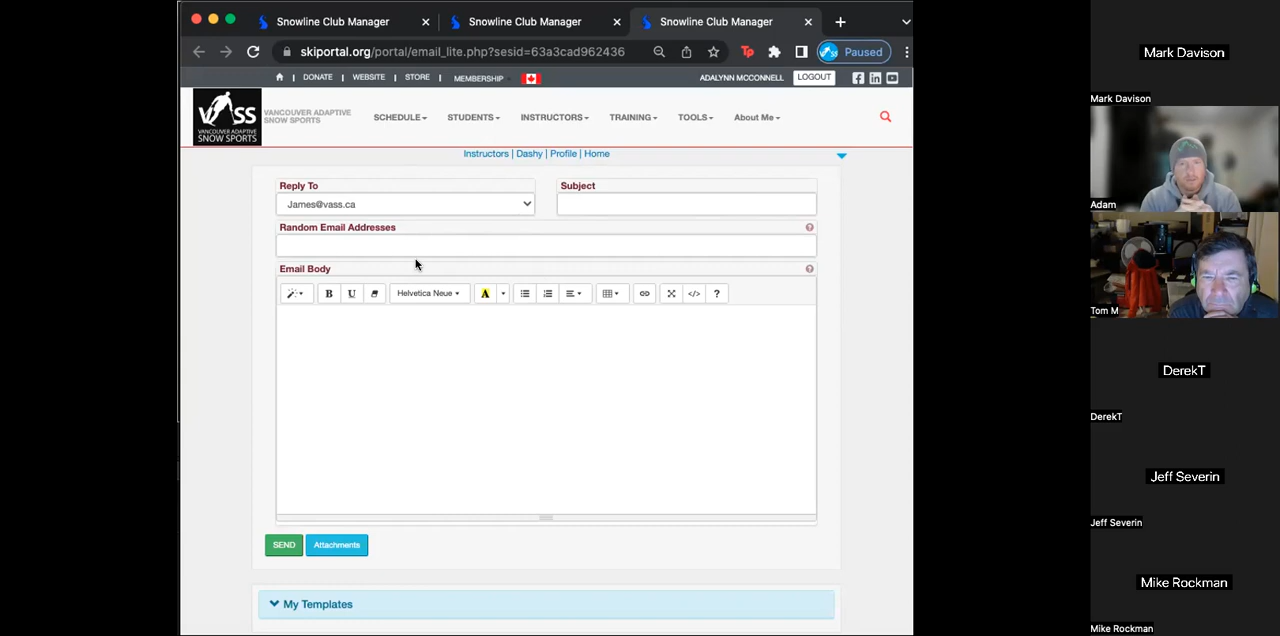 Snowline Club Manager
Snowline Club Manager
Snowline Club Manager
skiportal.org/portal/email_lite.php?sesid=63a3cad962436
Tp
VASS
Paused
DONATE | WEBSITE | STORE | MEMBERSHIP
ADALYNN MCCONNELL
LOGOUT
VASS
VANCOUVER ADAPTIVE
SNOW SPORTS
VANCOUVER ADAPTIVE
SNOW SPORTS
SCHEDULE
STUDENTS
INSTRUCTORS
TRAINING
TOOLS
About Me
Instructors | Dashy | Profile | Home
Reply To
Subject
James@vass.ca
Random Email Addresses
?
Email Body
?
B U
Helvetica Neue
A
</>
?
SEND
Attachments
My Templates
Mark Davison
Mark Davison
Adam
Tom M
DerekT
DerekT
Jeff Severin
Jeff Severin
Mike Rockman
Mike Rockman